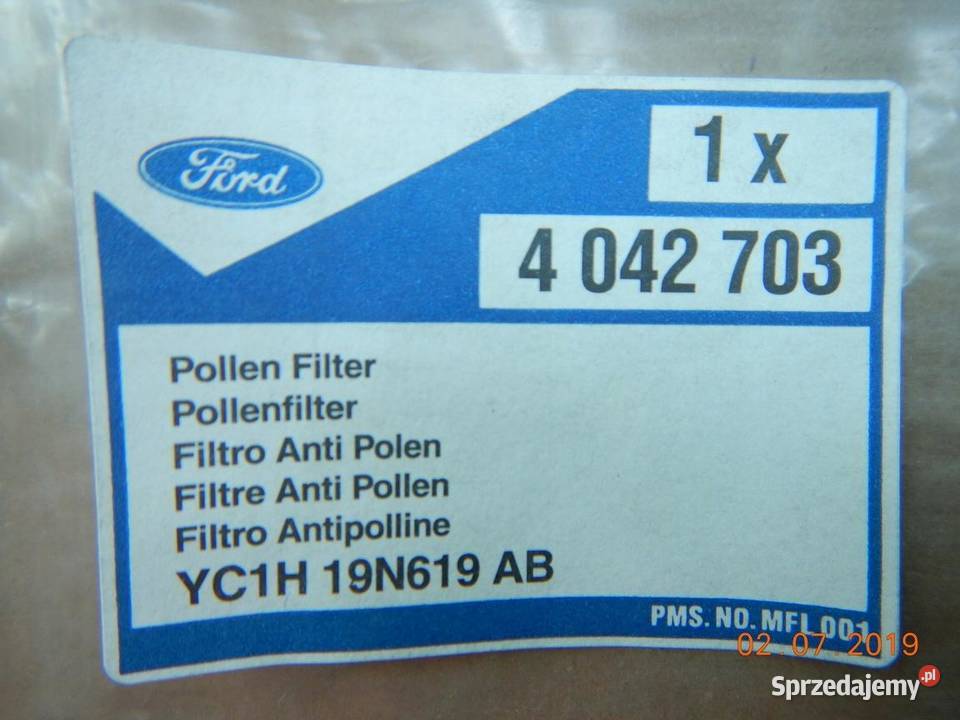 Ford
1 x
4 042 703
Pollen Filter
Pollenfilter
Filtro Anti Polen
Filtre Anti Pollen
Filtro Antipolline
YC1H 19N619 AB
PMS. NO. MFI 001
02.07.2019
Sprzedajemy.pl